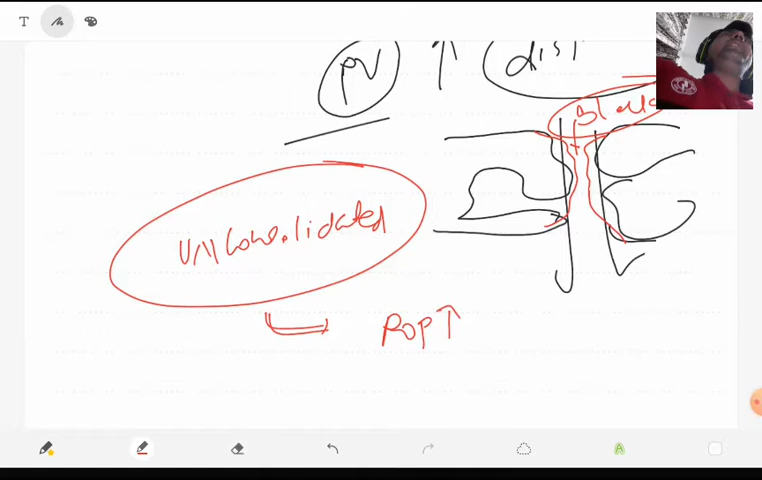 T
PV ↑ dist
Unconsolidated
ROP↑
A